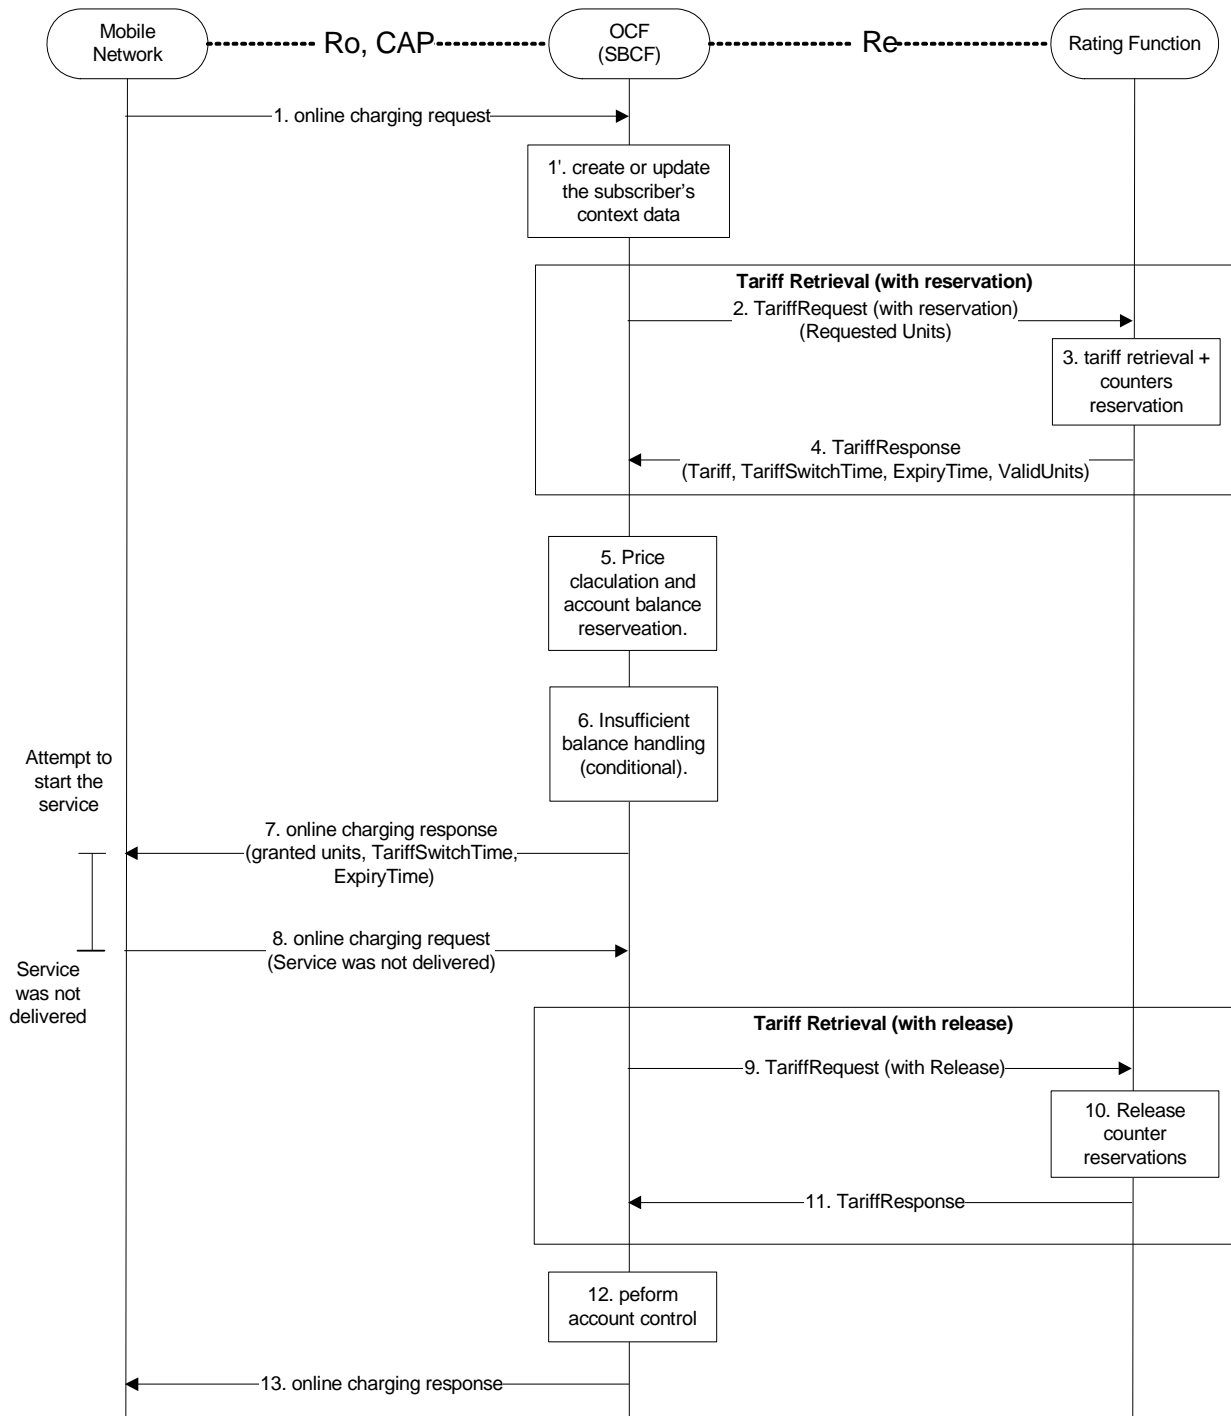 Mobile
Network
Ro, CAP
OCF
(SBCF)
Re
Rating Function
1. online charging request
1'. create or update
the subscriber's
context data
Tariff Retrieval (with reservation)
2. TariffRequest (with reservation)
(Requested Units)
3. tariff retrieval +
counters
reservation
4. TariffResponse
(Tariff, TariffSwitchTime, ExpiryTime, ValidUnits)
5. Price
claculation and
account balance
reserveation.
6. Insufficient
balance handling
(conditional).
Attempt to
start the
service
7. online charging response
(granted units, TariffSwitchTime,
ExpiryTime)
8. online charging request
(Service was not delivered)
Service
was not
delivered
Tariff Retrieval (with release)
9. TariffRequest (with Release)
10. Release
counter
reservations
11. TariffResponse
12. peform
account control
13. online charging response